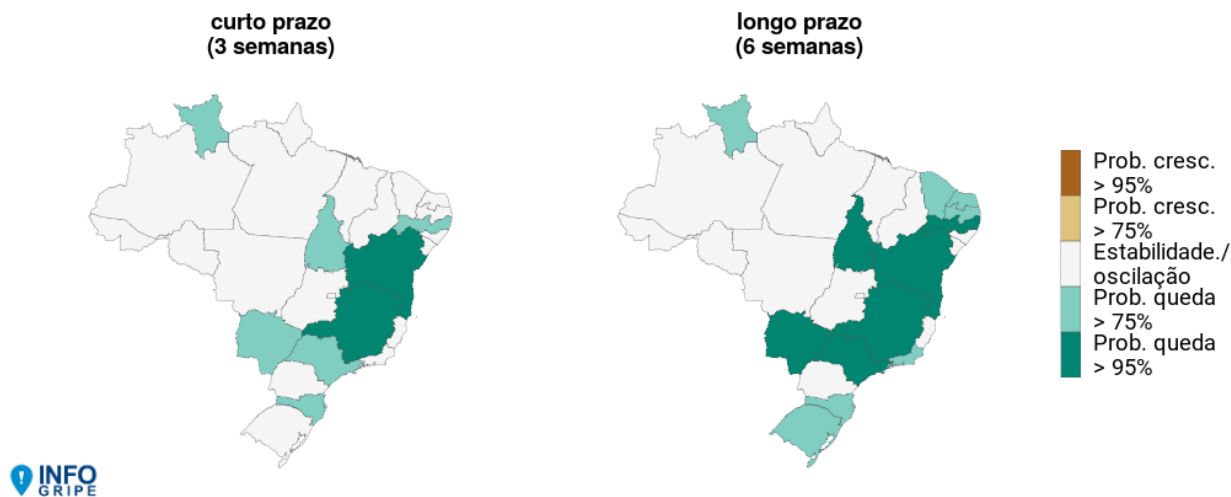 curto prazo
(3 semanas)
longo prazo
(6 semanas)
Prob. cresc.
> 95%
Prob. cresc.
> 75%
Estabilidade./
oscilação
Prob. queda
> 75%
Prob. queda
> 95%
INFO
GRIPE